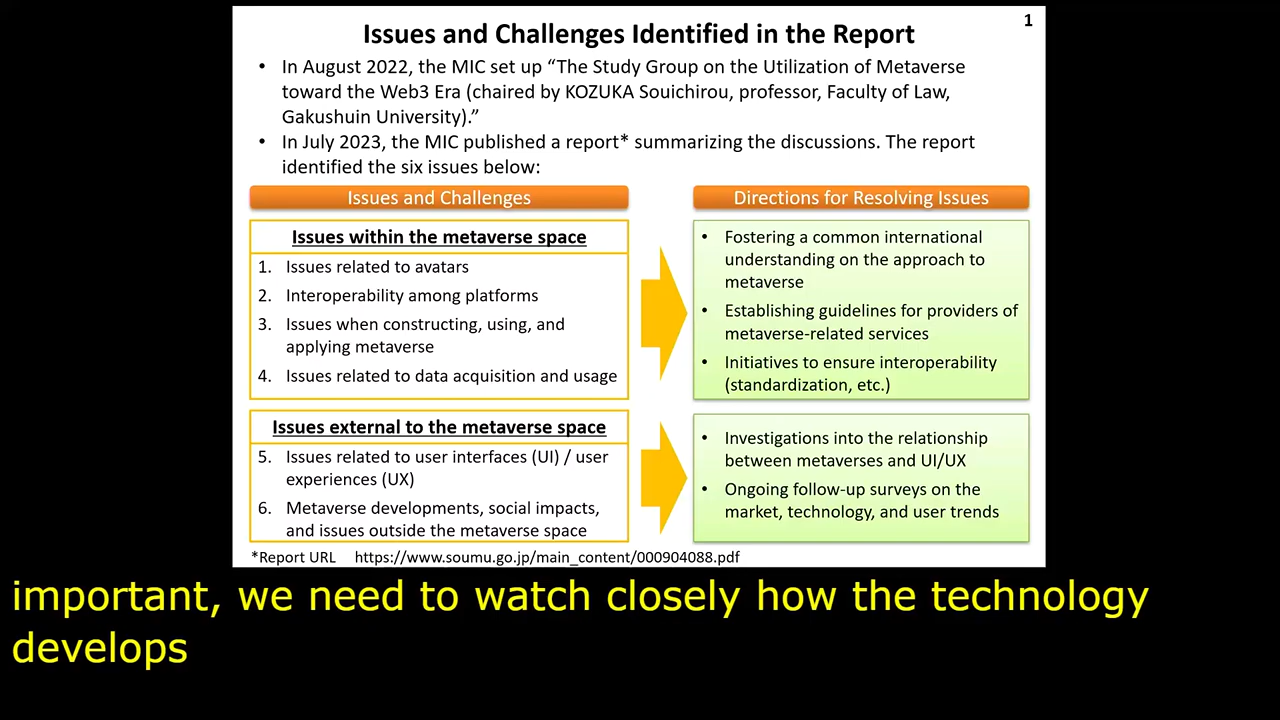 1
Issues and Challenges Identified in the Report
• In August 2022, the MIC set up “The Study Group on the Utilization of Metaverse
toward the Web3 Era (chaired by KOZUKA Souichirou, professor, Faculty of Law,
Gakushuin University).”
• In July 2023, the MIC published a report* summarizing the discussions. The report
identified the six issues below:
Issues and Challenges
Issues within the metaverse space
1. Issues related to avatars
2. Interoperability among platforms
3. Issues when constructing, using, and
applying metaverse
4. Issues related to data acquisition and usage
Directions for Resolving Issues
• Fostering a common international
understanding on the approach to
metaverse
• Establishing guidelines for providers of
metaverse-related services
• Initiatives to ensure interoperability
(standardization, etc.)
Issues external to the metaverse space
5. Issues related to user interfaces (UI) / user
experiences (UX)
6. Metaverse developments, social impacts,
and issues outside the metaverse space
• Investigations into the relationship
between metaverses and UI/UX
• Ongoing follow-up surveys on the
market, technology, and user trends
*Report URL https://www.soumu.go.jp/main_content/000904088.pdf
important, we need to watch closely how the technology
develops